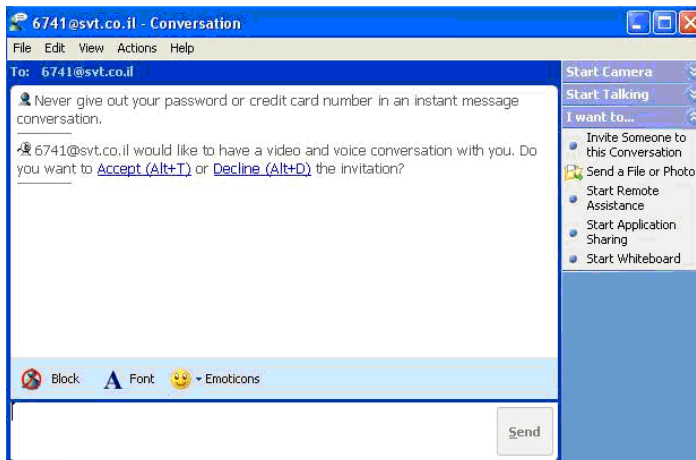 6741@svt.co.il - Conversation
File Edit View Actions Help
To: 6741@svt.co.il
Never give out your password or credit card number in an instant message
conversation.
6741@svt.co.il would like to have a video and voice conversation with you. Do
you want to Accept (Alt+T) or Decline (Alt+D) the invitation?
Block Font Emoticons
Send
Start Camera
Start Talking
I want to...
Invite Someone to
this Conversation
Send a File or Photo
Start Remote
Assistance
Start Application
Sharing
Start Whiteboard